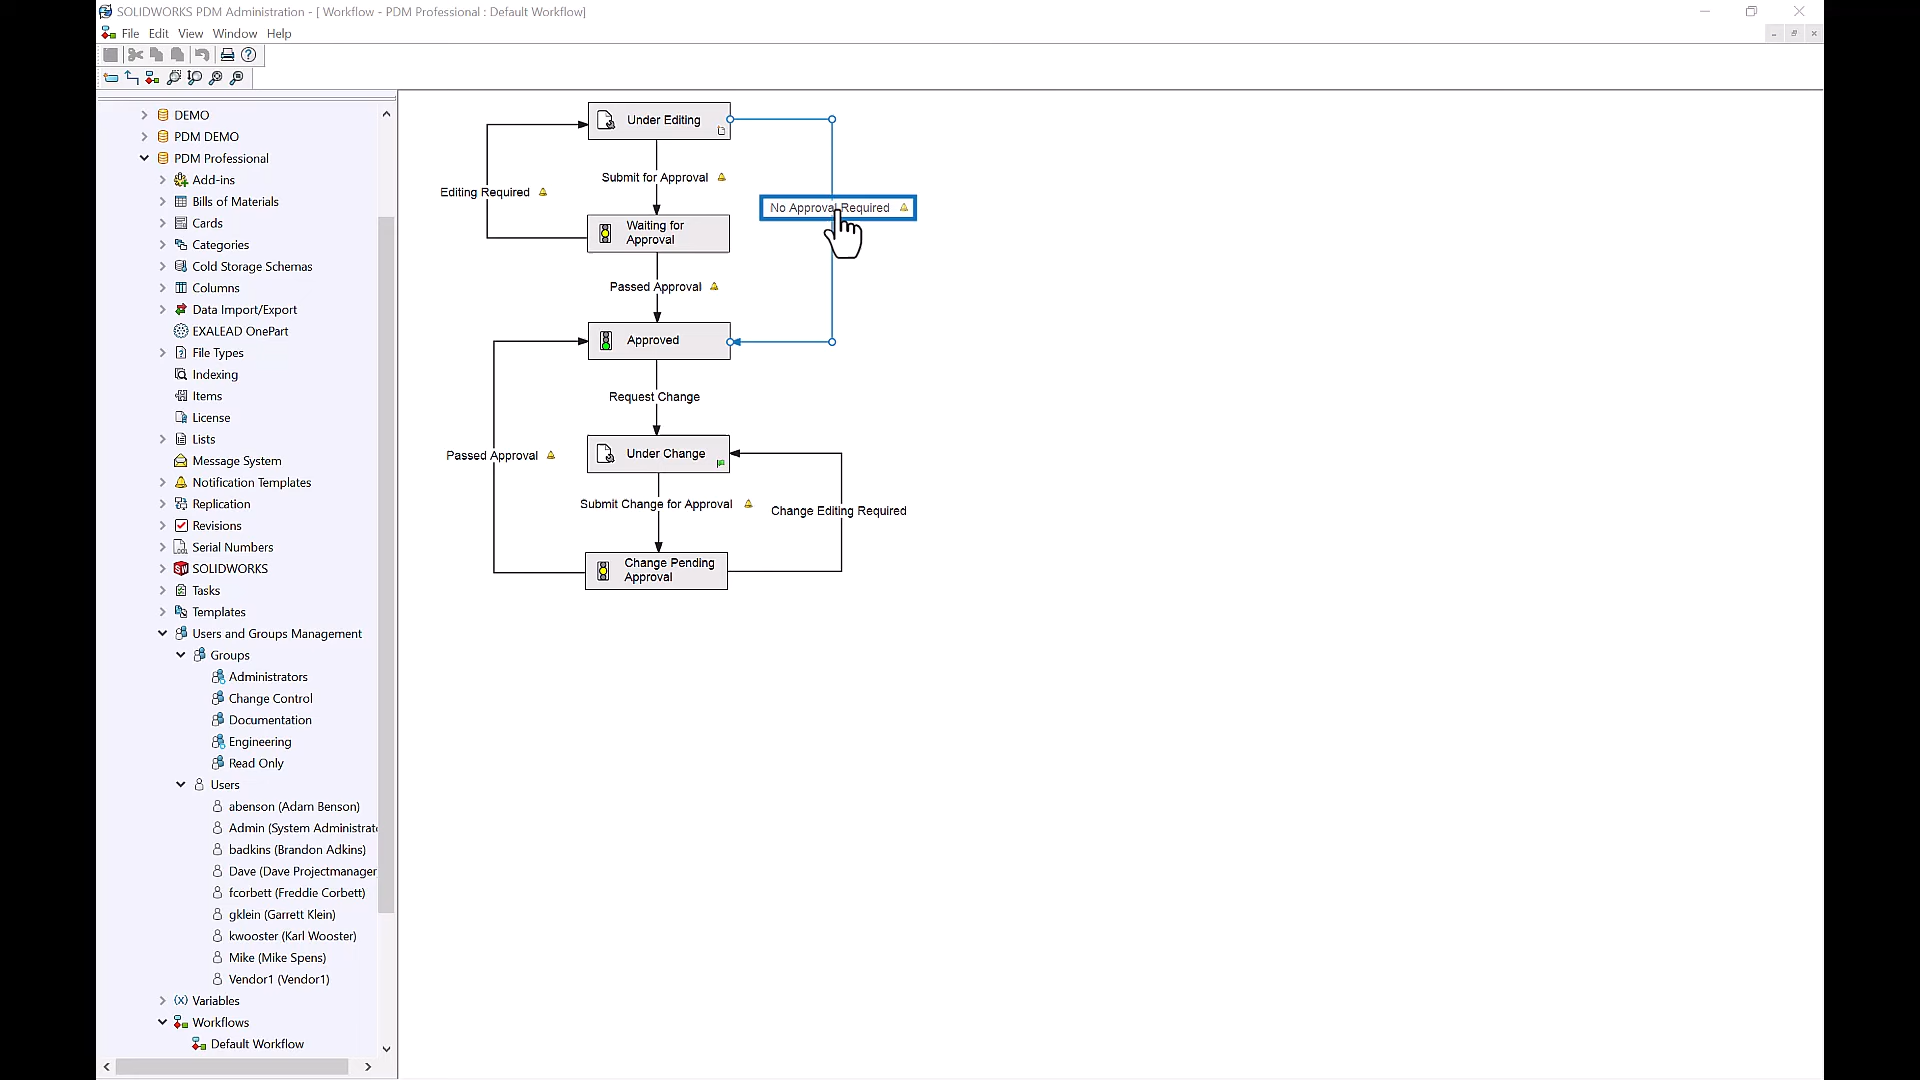 SOLIDWORKS PDM Administration - [ Workflow - PDM Professional : Default Workflow]
File Edit View Window Help
DEMO
PDM DEMO
PDM Professional
Add-ins
Bills of Materials
Cards
Categories
Cold Storage Schemas
Columns
Data Import/Export
EXALEAD OnePart
File Types
Indexing
Items
License
Lists
Message System
Notification Templates
Replication
Revisions
Serial Numbers
SOLIDWORKS
Tasks
Templates
Users and Groups Management
Groups
Administrators
Change Control
Documentation
Engineering
Read Only
Users
abenson (Adam Benson)
Admin (System Administrat
badkins (Brandon Adkins)
Dave (Dave Projectmanager
fcorbett (Freddie Corbett)
gklein (Garrett Klein)
kwooster (Karl Wooster)
Mike (Mike Spens)
Vendor1 (Vendor1)
Variables
Workflows
Default Workflow
Under Editing
Submit for Approval
Editing Required
No Approval Required
Waiting for
Approval
Passed Approval
Approved
Request Change
Passed Approval
Under Change
Submit Change for Approval
Change Editing Required
Change Pending
Approval